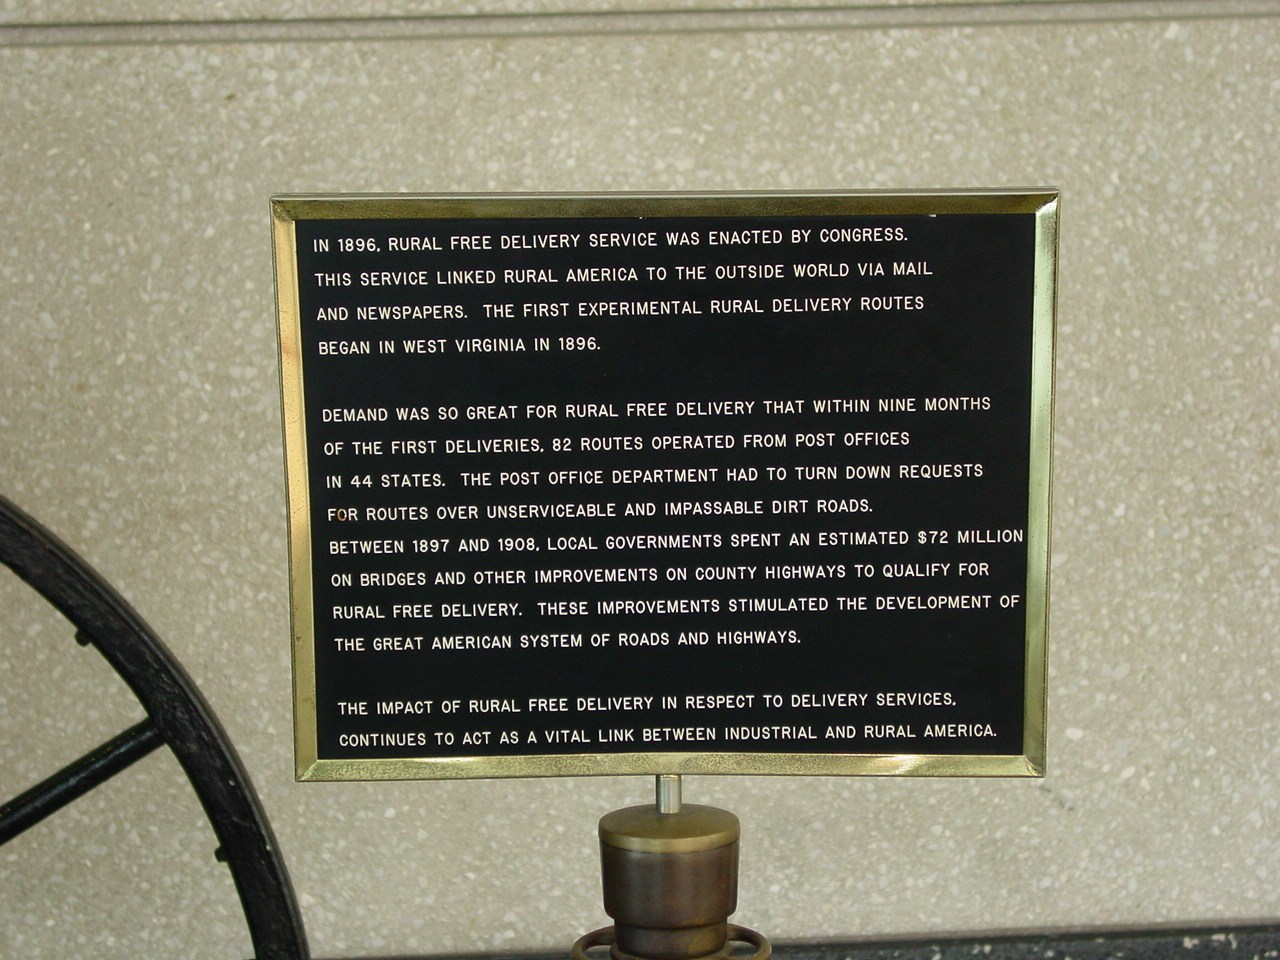 IN 1896, RURAL FREE DELIVERY SERVICE WAS ENACTED BY CONGRESS.
THIS SERVICE LINKED RURAL AMERICA TO THE OUTSIDE WORLD VIA MAIL
AND NEWSPAPERS. THE FIRST EXPERIMENTAL RURAL DELIVERY ROUTES
BEGAN IN WEST VIRGINIA IN 1896.
DEMAND WAS SO GREAT FOR RURAL FREE DELIVERY THAT WITHIN NINE MONTHS
OF THE FIRST DELIVERIES, 82 ROUTES OPERATED FROM POST OFFICES
IN 44 STATES. THE POST OFFICE DEPARTMENT HAD TO TURN DOWN REQUESTS
FOR ROUTES OVER UNSERVICEABLE AND IMPASSABLE DIRT ROADS.
BETWEEN 1897 AND 1908, LOCAL GOVERNMENTS SPENT AN ESTIMATED $72 MILLION
ON BRIDGES AND OTHER IMPROVEMENTS ON COUNTY HIGHWAYS TO QUALIFY FOR
RURAL FREE DELIVERY. THESE IMPROVEMENTS STIMULATED THE DEVELOPMENT OF
THE GREAT AMERICAN SYSTEM OF ROADS AND HIGHWAYS.
THE IMPACT OF RURAL FREE DELIVERY IN RESPECT TO DELIVERY SERVICES,
CONTINUES TO ACT AS A VITAL LINK BETWEEN INDUSTRIAL AND RURAL AMERICA.